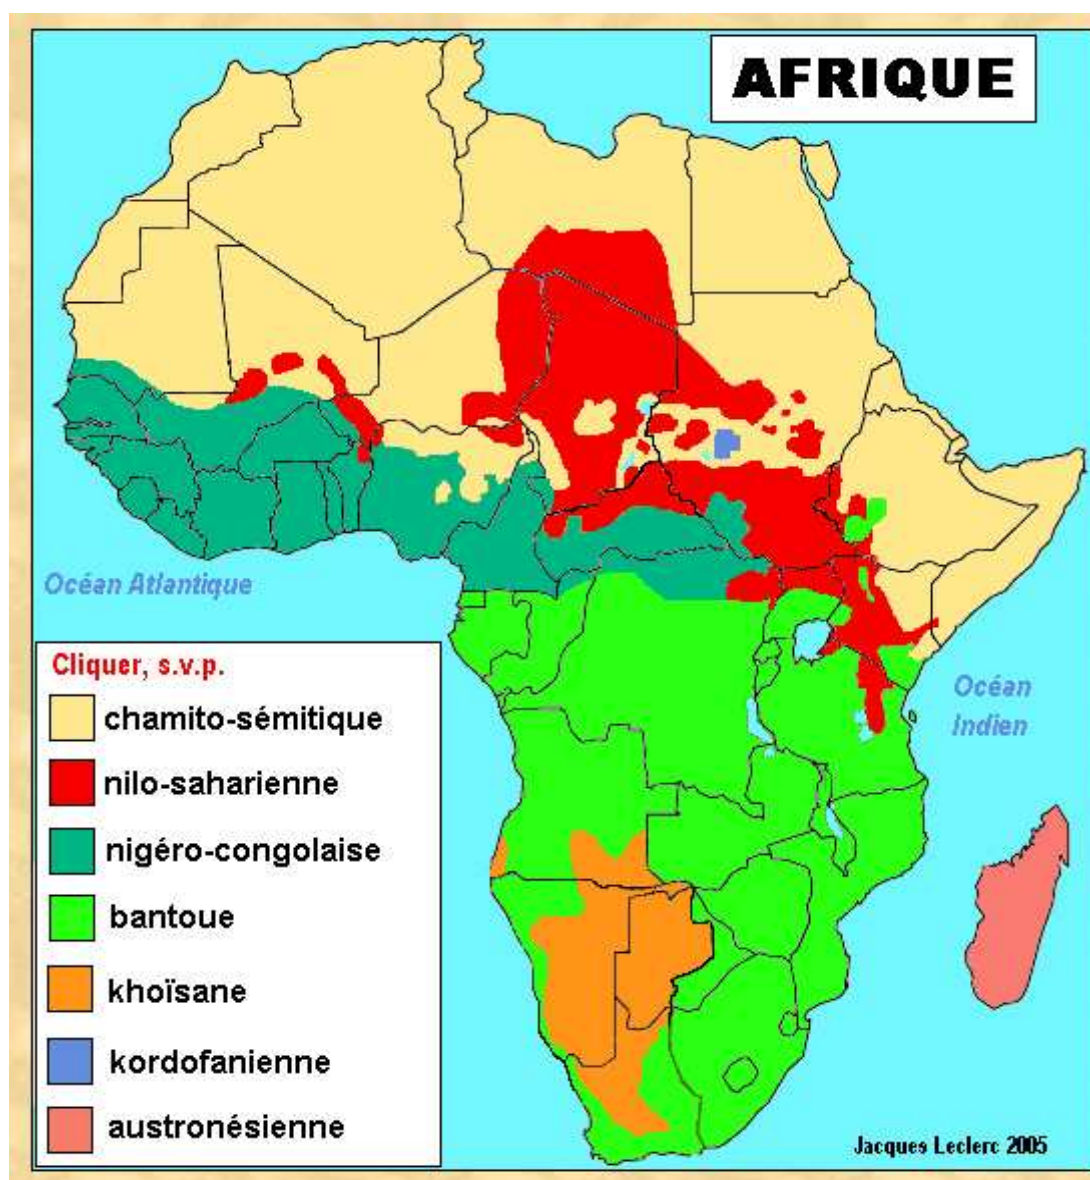 AFRIQUE
Océan Atlantique
Océan
Indien
Cliquer, s.v.p.
chamito-sémitique
nilo-saharienne
nigéro-congolaise
bantoue
khoïsane
kordofanienne
austronésienne
Jacques Leclerc 2005